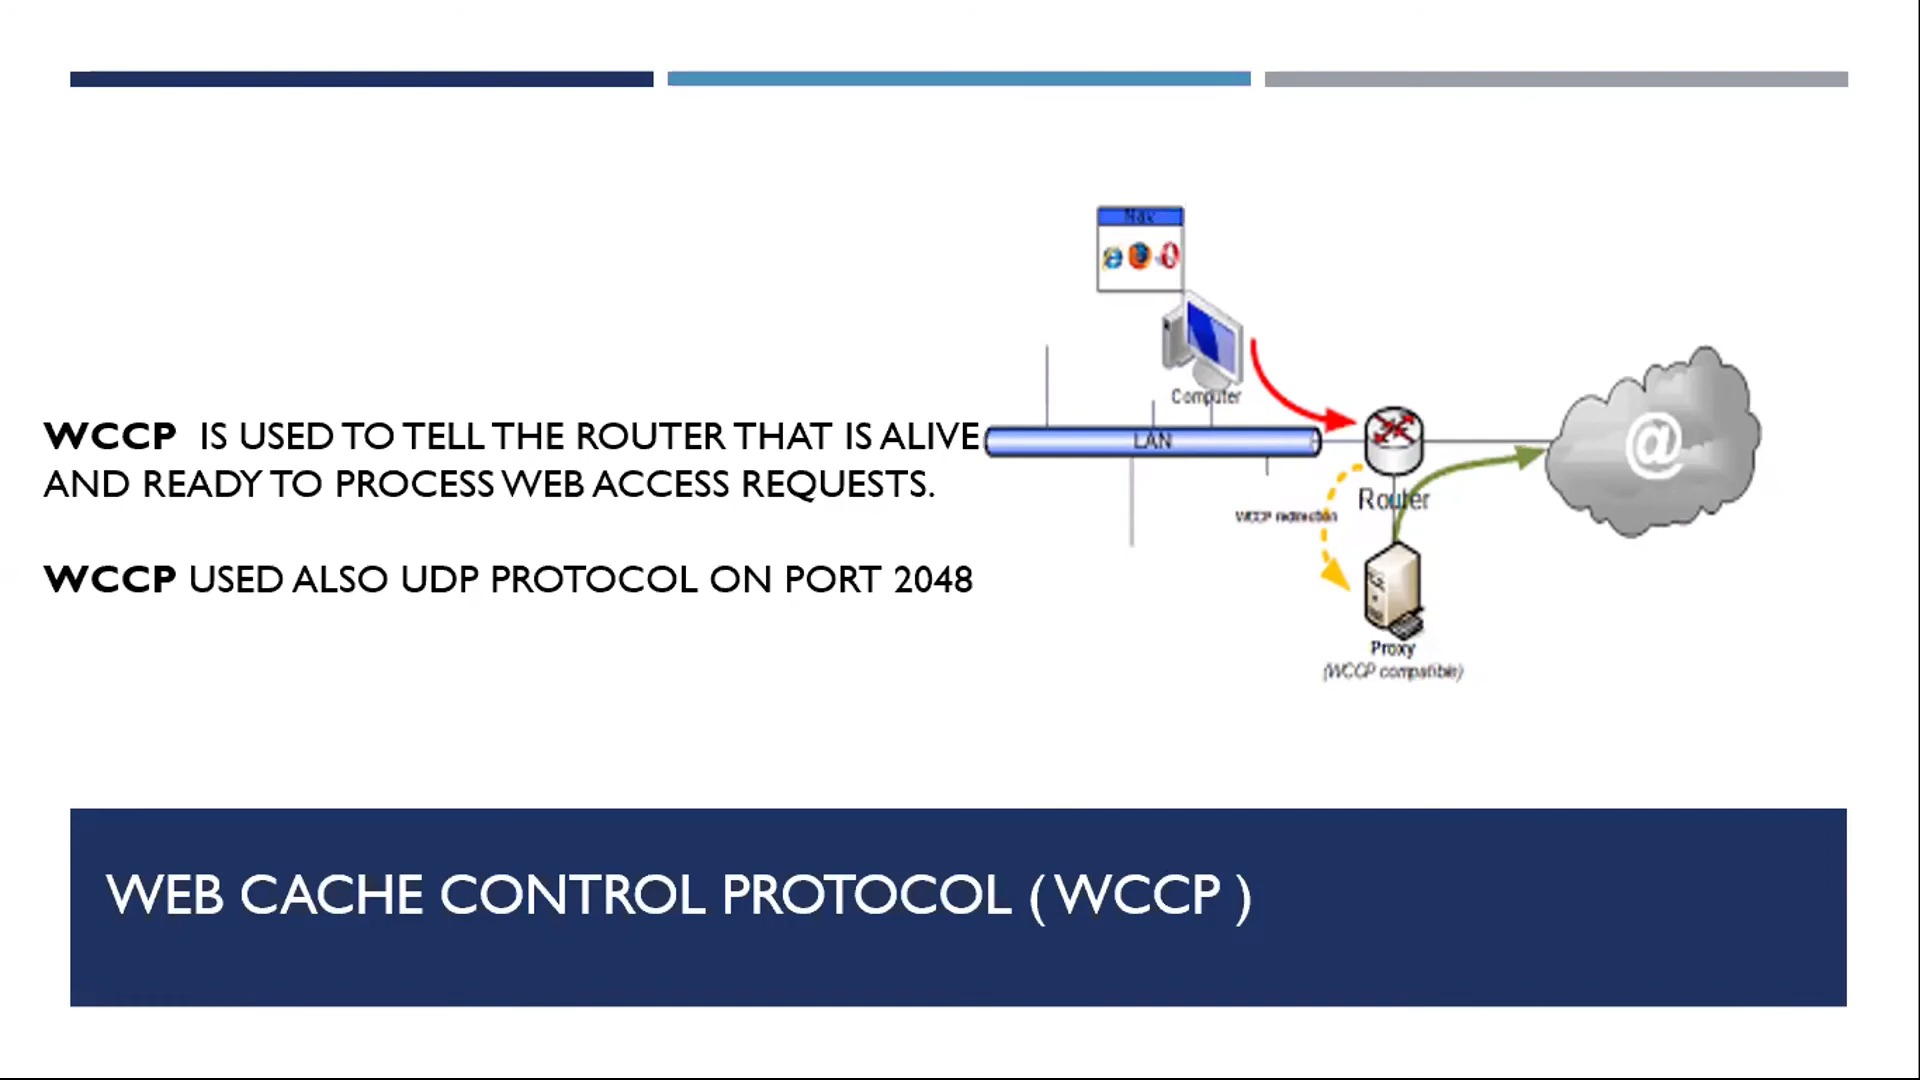 Nav
Computer
WCCP IS USED TO TELL THE ROUTER THAT IS ALIVE
AND READY TO PROCESS WEB ACCESS REQUESTS.
WCCP USED ALSO UDP PROTOCOL ON PORT 2048
LAN
@
Router
WCCP redirection
Proxy
(WCCP compatible)
WEB CACHE CONTROL PROTOCOL ( WCCP )